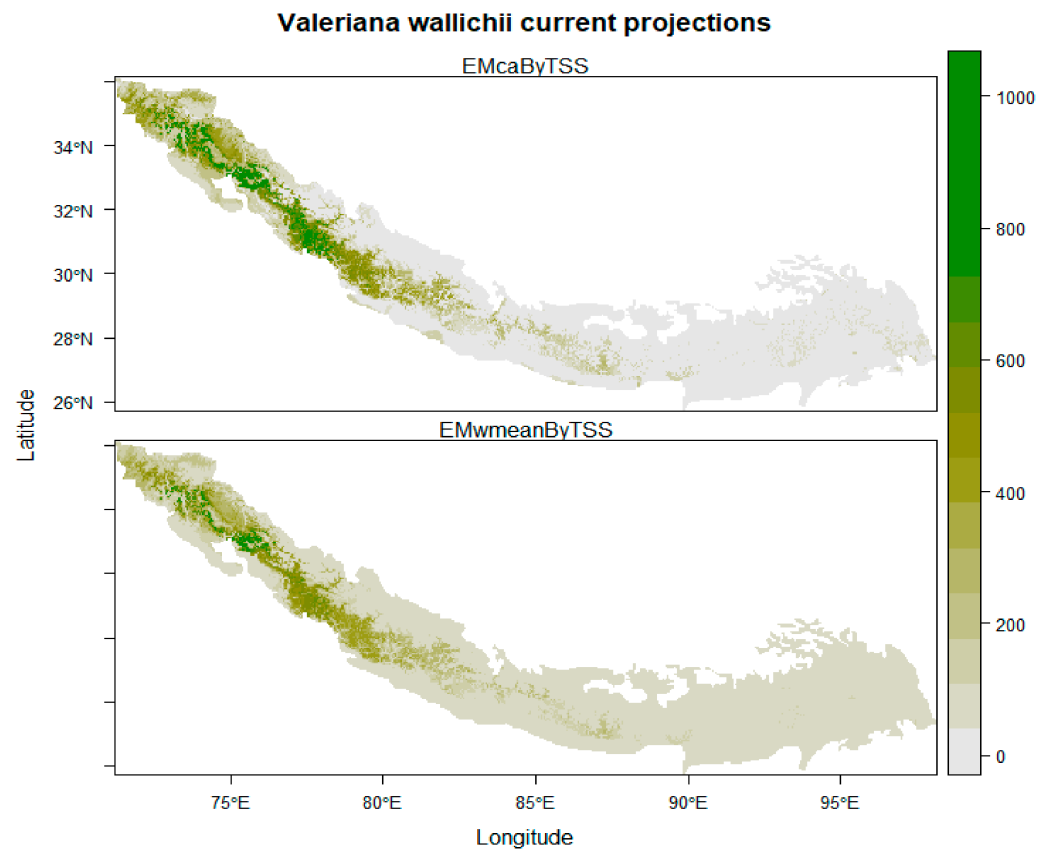 Valeriana wallichii current projections
EMcaByTSS
34°N
32°N
30°N
28°N
26°N
Latitude
EMwmeanByTSS
75°E 80°E 85°E 90°E 95°E
Longitude
1000
800
600
400
200
0